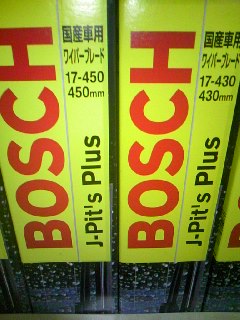 国産車用
ワイパーブレード
17-450
450mm
BOSCH
J-Pit's Plus
国産車用
ワイパーブレード
17-430
430mm
BOSCH
J-Pit's Plus